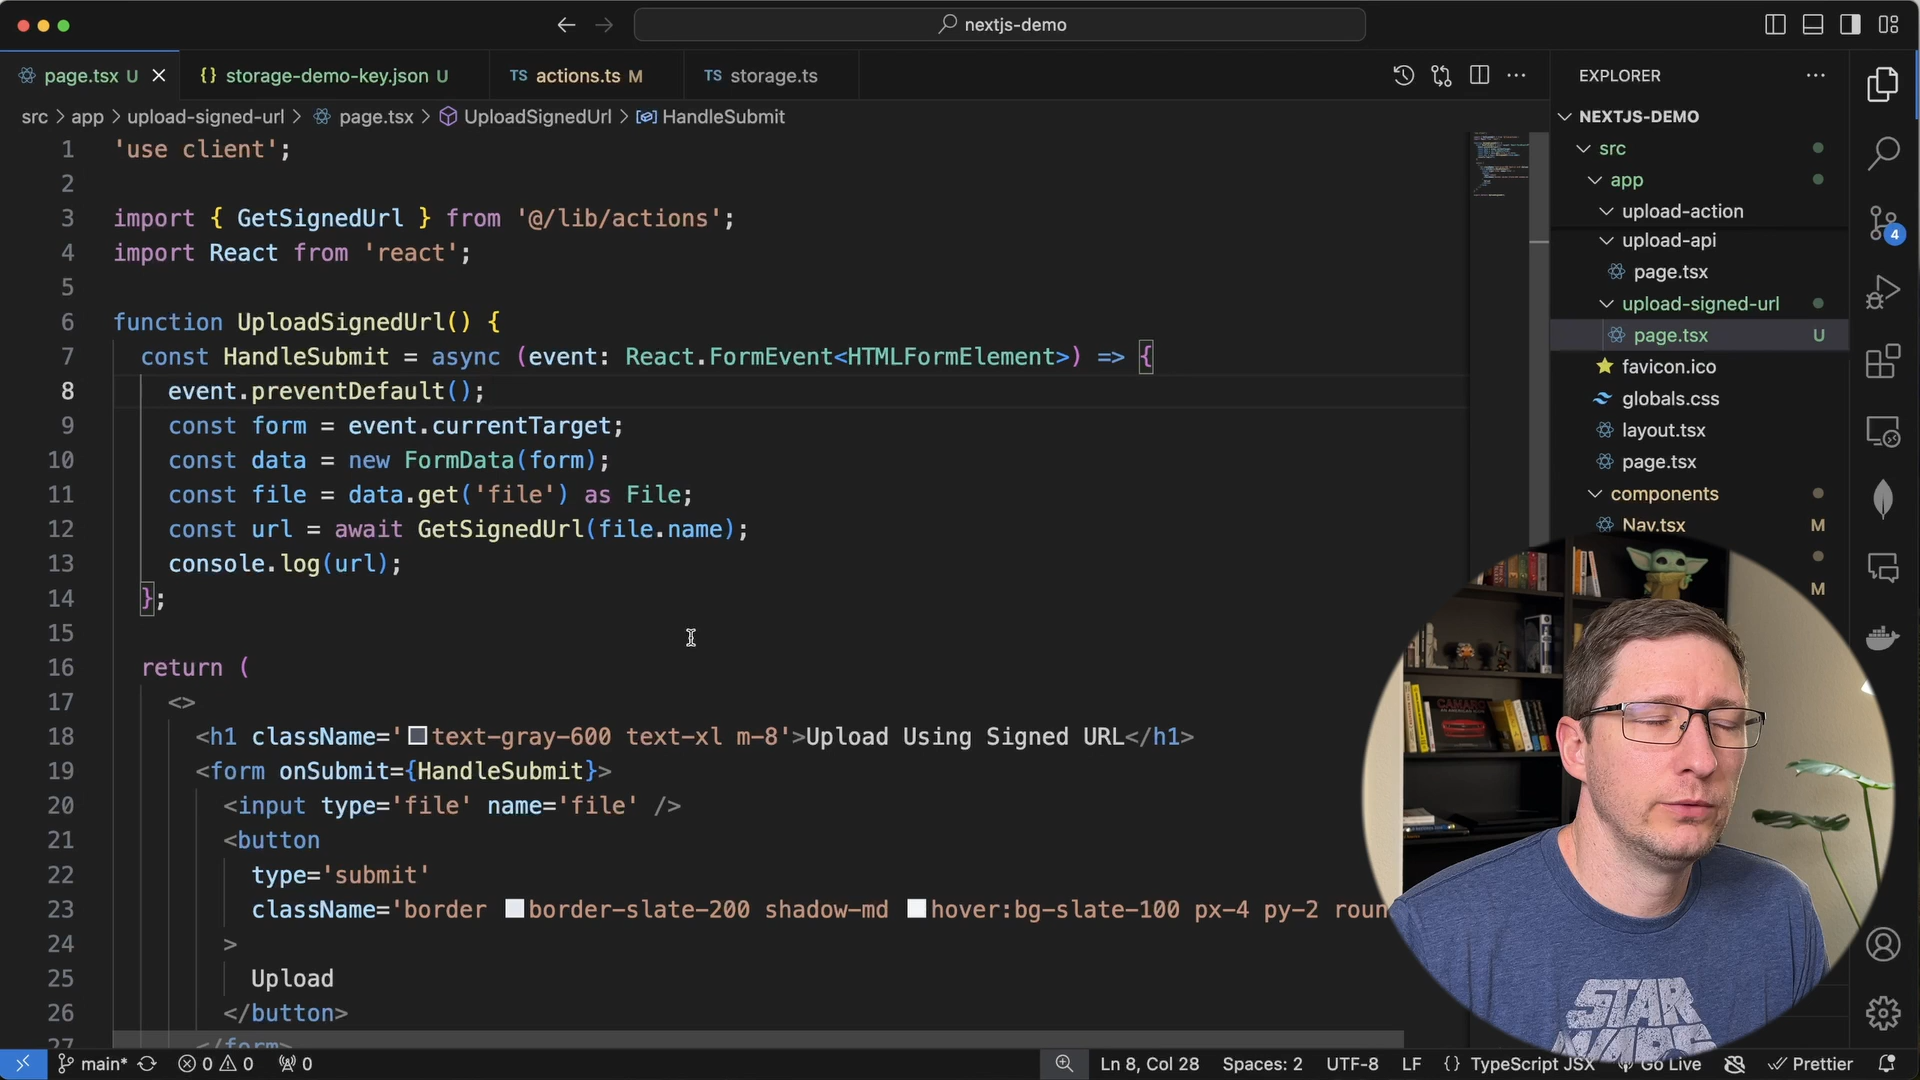 nextjs-demo
page.tsx U
{} storage-demo-key.json U
TS actions.ts M
TS storage.ts
src > app > upload-signed-url > page.tsx > UploadSignedUrl > HandleSubmit
1 'use client';
2
3 import { GetSignedUrl } from '@/lib/actions';
4 import React from 'react';
5
6 function UploadSignedUrl() {
7 const HandleSubmit = async (event: React.FormEvent<HTMLFormElement>) => {
8 event.preventDefault();
9 const form = event.currentTarget;
10 const data = new FormData(form);
11 const file = data.get('file') as File;
12 const url = await GetSignedUrl(file.name);
13 console.log(url);
14 };
15
16 return (
17 <>
18 <h1 className='text-gray-600 text-xl m-8'>Upload Using Signed URL</h1>
19 <form onSubmit={HandleSubmit}>
20 <input type='file' name='file' />
21 <button
22 type='submit'
23 className='border border-slate-200 shadow-md hover:bg-slate-100 px-4 py-2 roun
24 >
25 Upload
26 </button>
27 </form>
EXPLORER
NEXTJS-DEMO
src
app
upload-action
upload-api
page.tsx
upload-signed-url
page.tsx U
favicon.ico
globals.css
layout.tsx
page.tsx
components
Nav.tsx M
M
4
CAMARO
STAR
WARS
main*
0 0
0
Ln 8, Col 28
Spaces: 2
UTF-8
LF
{} TypeScript JSX
Go Live
Prettier